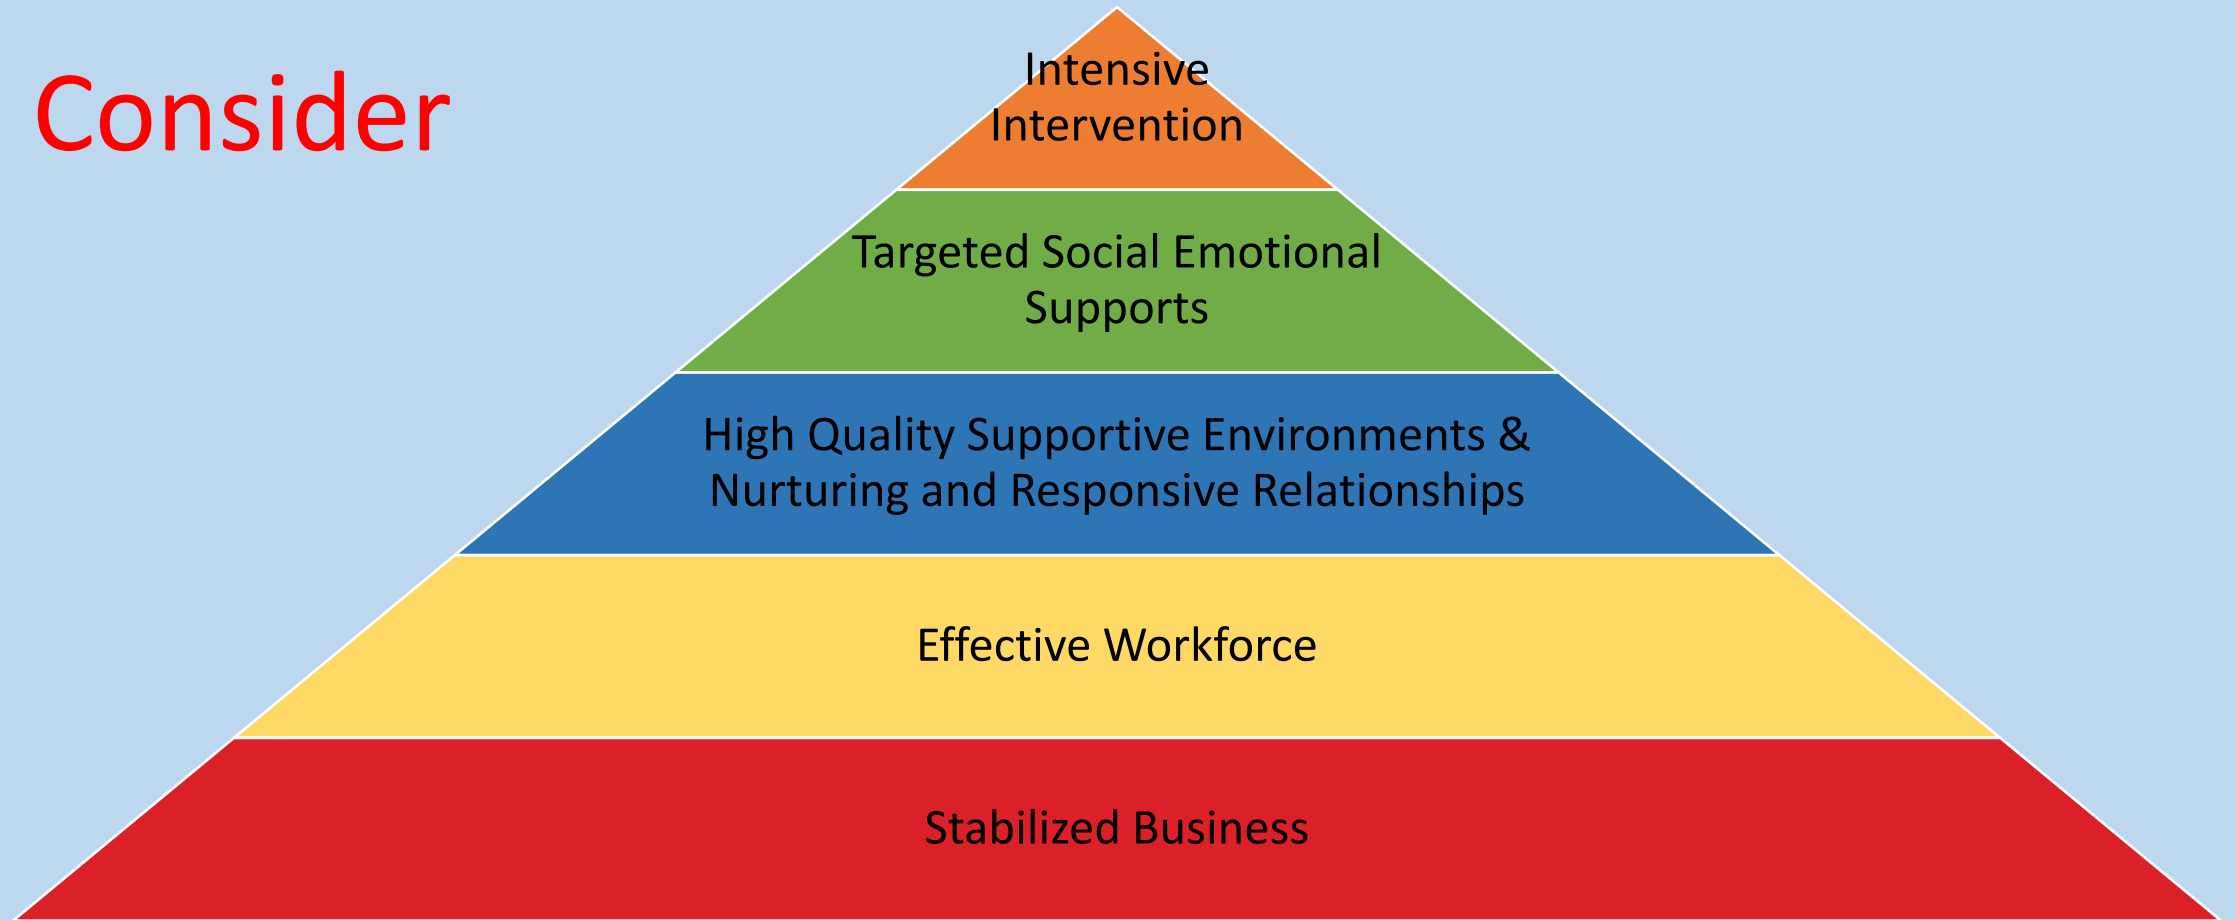 Consider
Intensive
Intervention
Targeted Social Emotional
Supports
High Quality Supportive Environments &
Nurturing and Responsive Relationships
Effective Workforce
Stabilized Business